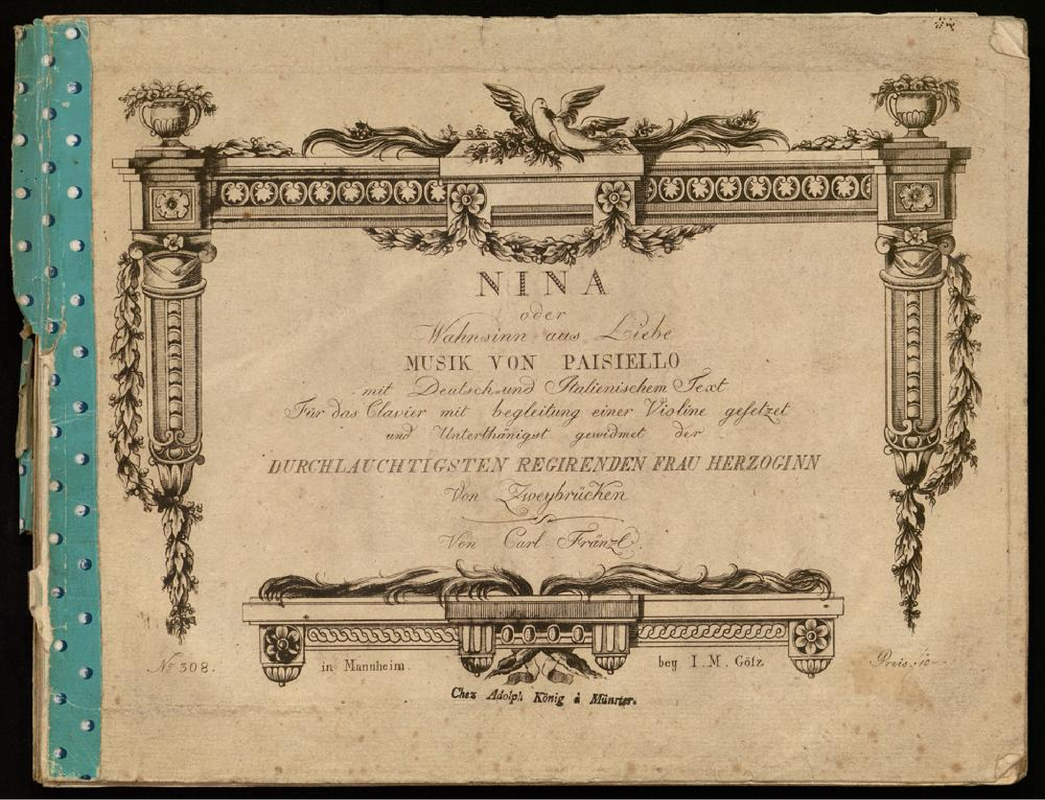 NINA
oder
Wahnsinn aus Liebe
MUSIK VON PAISIELLO
mit Deutsch-und Italienischem Text
Für das Clavier mit begleitung einer Violine gesetzet
und Unterthänigst gewidmet der
DURCHLAUCHTIGSTEN REGIRENDEN FRAU HERZOGINN
Von Zweybrücken
Von Carl Fränzl.
No. 308. in Mannheim. bey I. M. Götz Preis
Chez Adolph König à Münster.